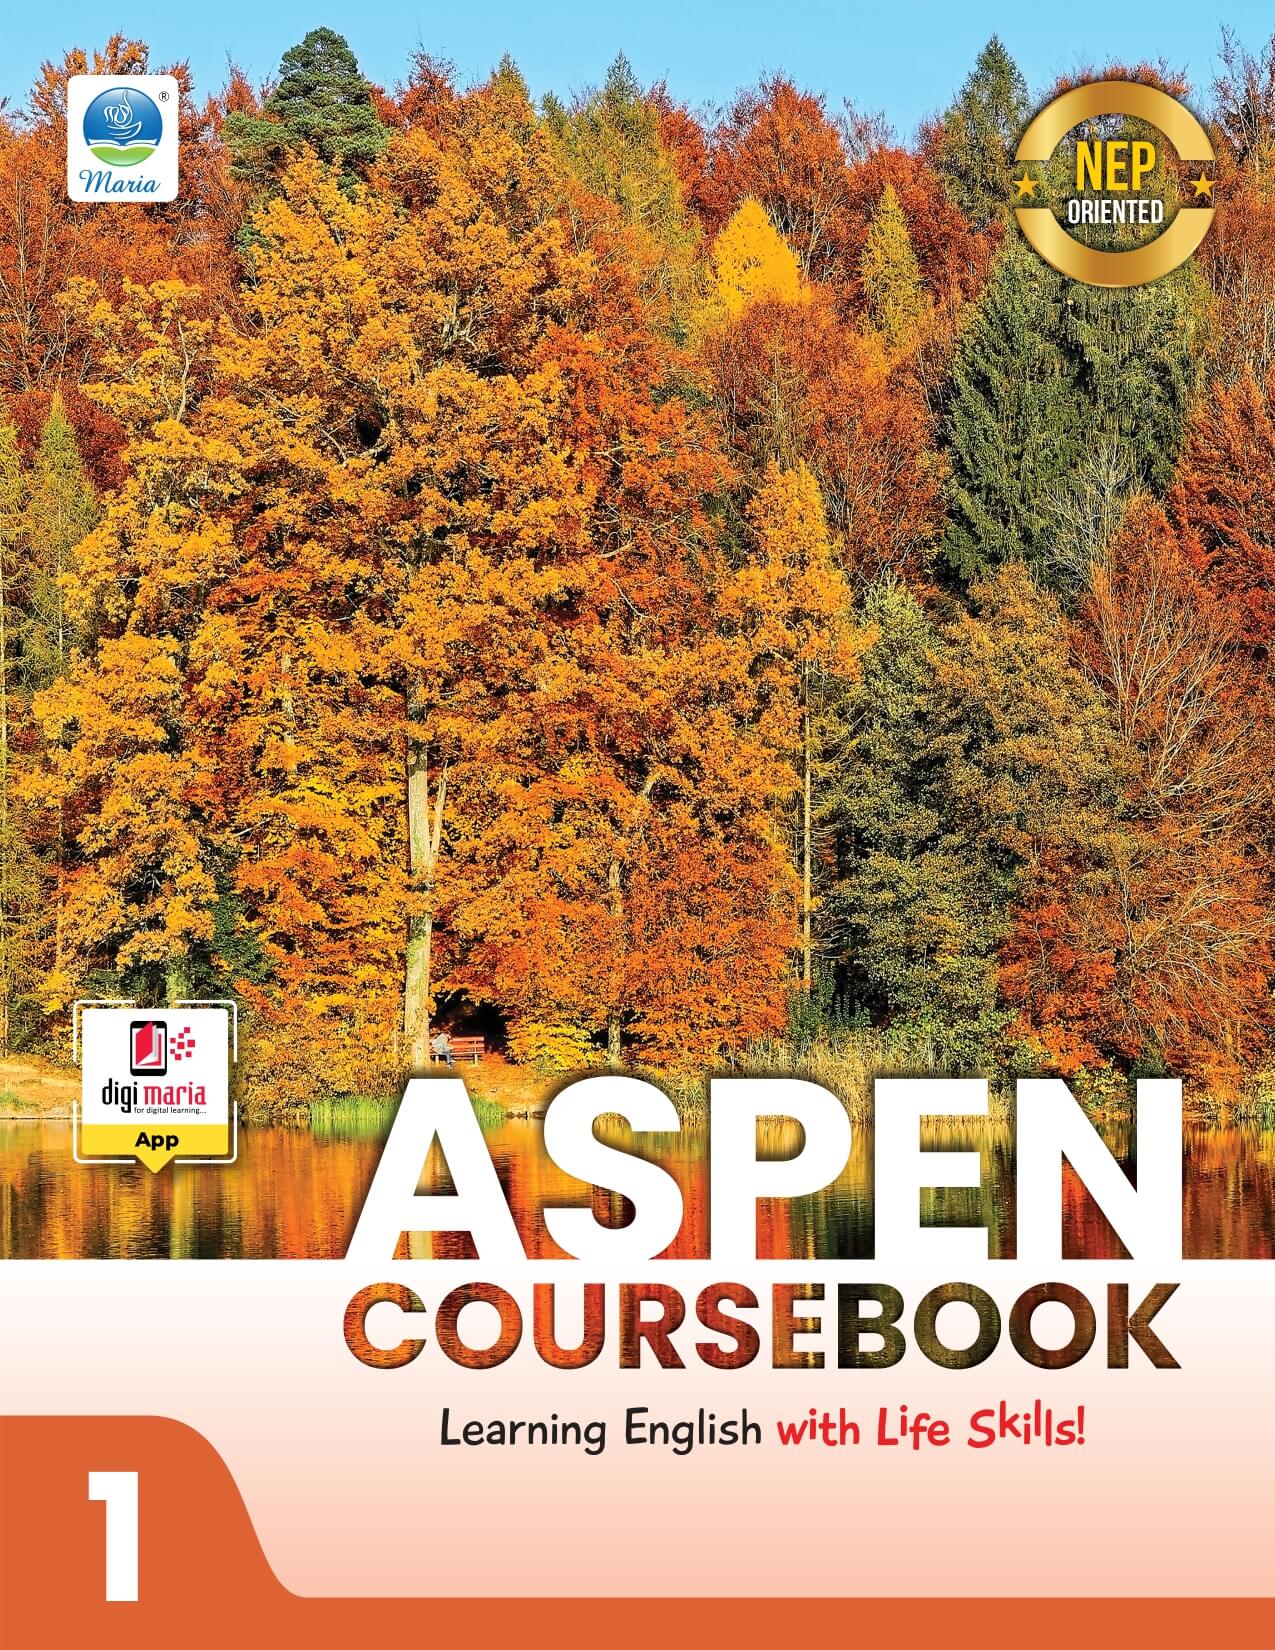 ®
Maria
NEP
ORIENTED
digi maria
for digital learning...
App
ASPEN
COURSEBOOK
Learning English with Life Skills!
1